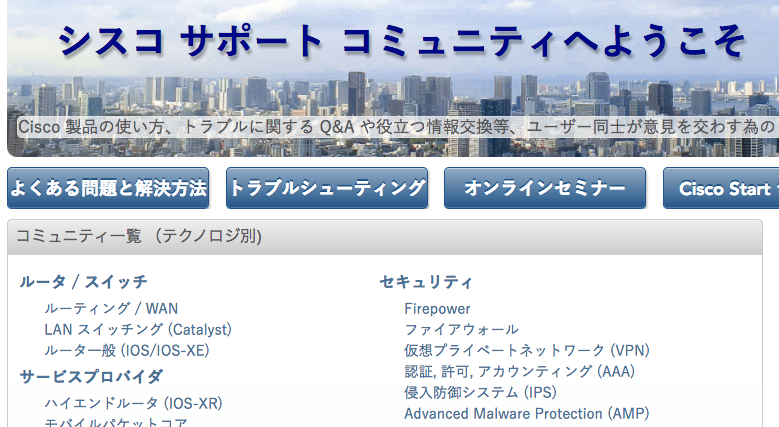 シスコ サポート コミュニティへようこそ
Cisco 製品の使い方、トラブルに関する Q&A や役立つ情報交換等、ユーザー同士が意見を交わす為の
よくある問題と解決方法
トラブルシューティング
オンラインセミナー
Cisco Start
コミュニティ一覧 （テクノロジ別)
ルータ / スイッチ
ルーティング / WAN
LAN スイッチング (Catalyst)
ルータ一般 (IOS/IOS-XE)
サービスプロバイダ
ハイエンドルータ (IOS-XR)
モバイルパケットコア
セキュリティ
Firepower
ファイアウォール
仮想プライベートネットワーク (VPN)
認証, 許可, アカウンティング (AAA)
侵入防御システム (IPS)
Advanced Malware Protection (AMP)